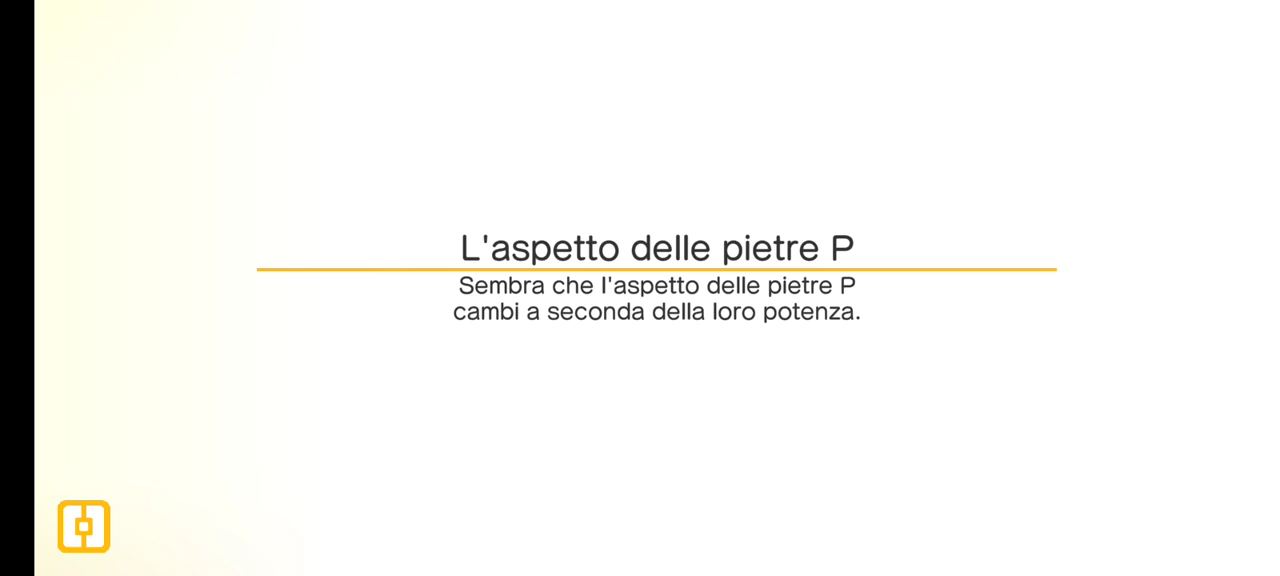 L'aspetto delle pietre P
Sembra che l'aspetto delle pietre P
cambi a seconda della loro potenza.